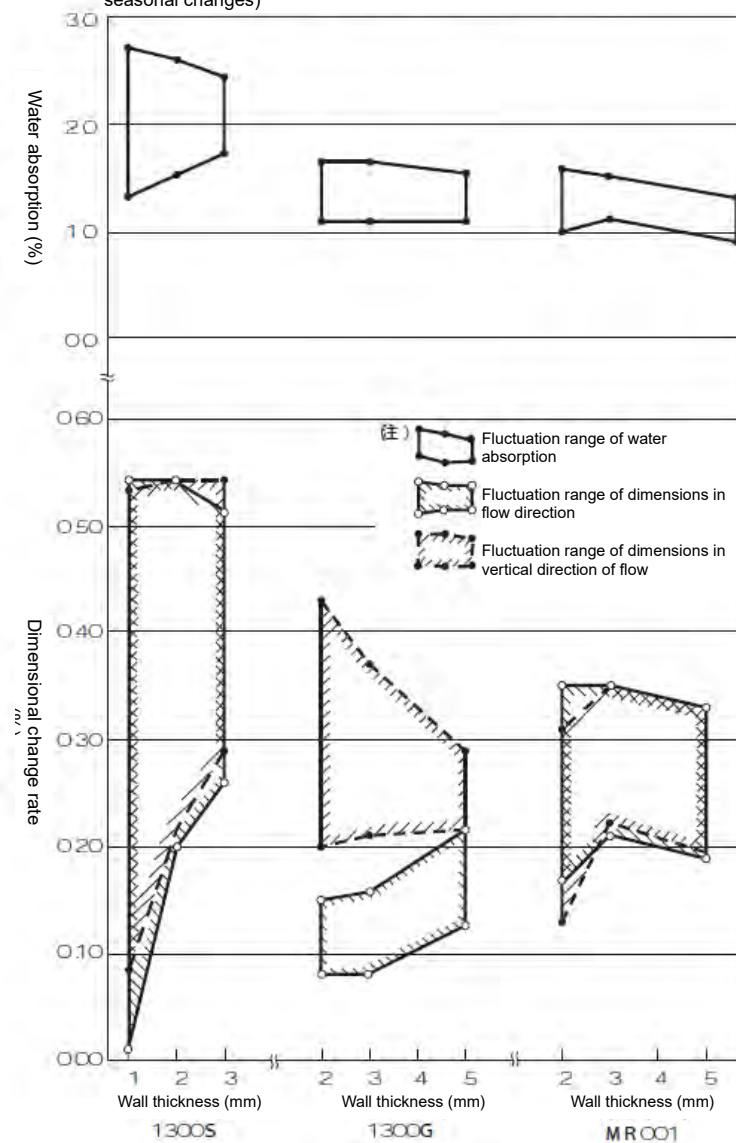 seasonal changes)
3.0
2.0
1.0
0.0
Water absorption (%)
(注)
Fluctuation range of water
absorption
Fluctuation range of dimensions in
flow direction
Fluctuation range of dimensions in
vertical direction of flow
0.60
0.50
0.40
0.30
0.20
0.10
0.00
Dimensional change rate
1 2 3 2 3 4 5 2 3 4 5
Wall thickness (mm) Wall thickness (mm) Wall thickness (mm)
1300S 1300G MR001